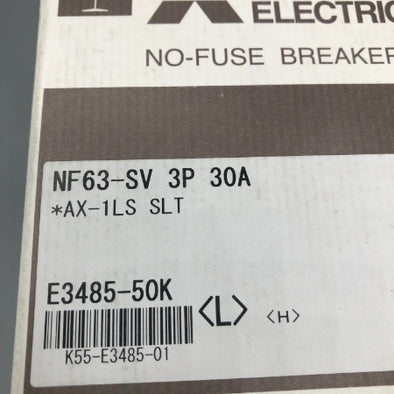 ELECTRIC
NO-FUSE BREAKER
NF63-SV 3P 30A
*AX-1LS SLT
E3485-50K
<L> <H>
K55-E3485-01